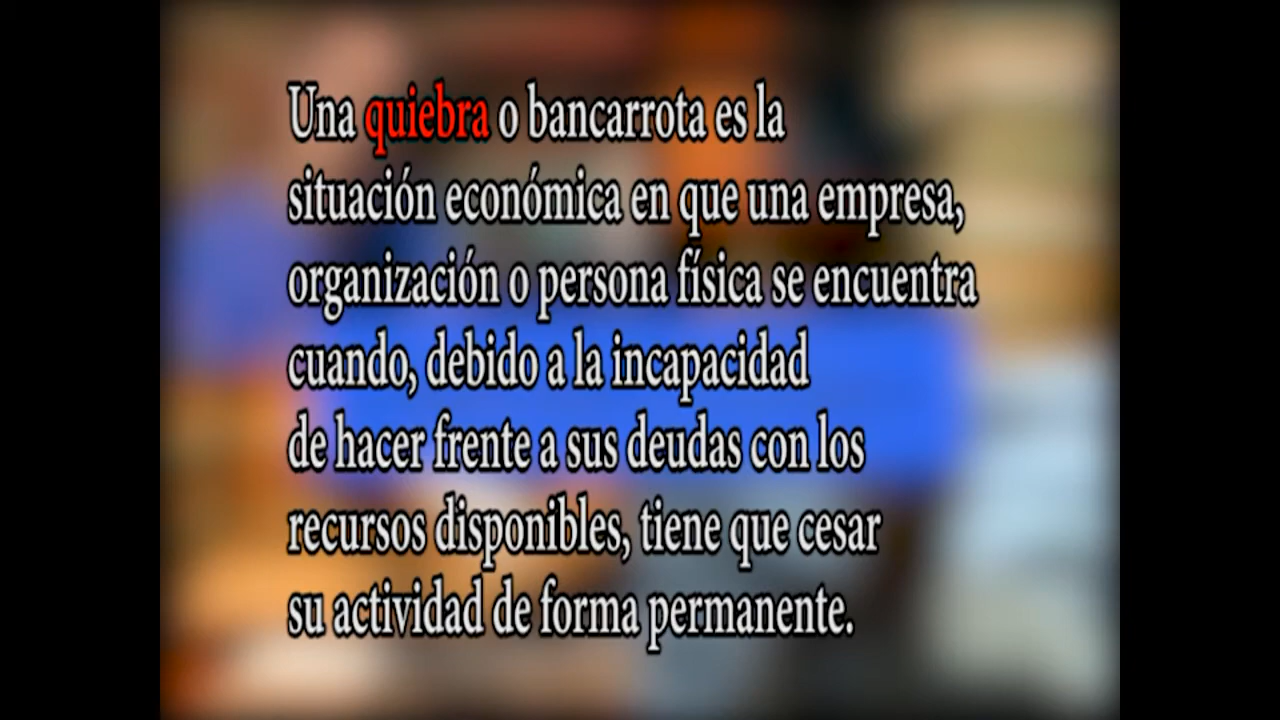 Una quiebra o bancarrota es la
situación económica en que una empresa,
organización o persona física se encuentra
cuando, debido a la incapacidad
de hacer frente a sus deudas con los
recursos disponibles, tiene que cesar
su actividad de forma permanente.